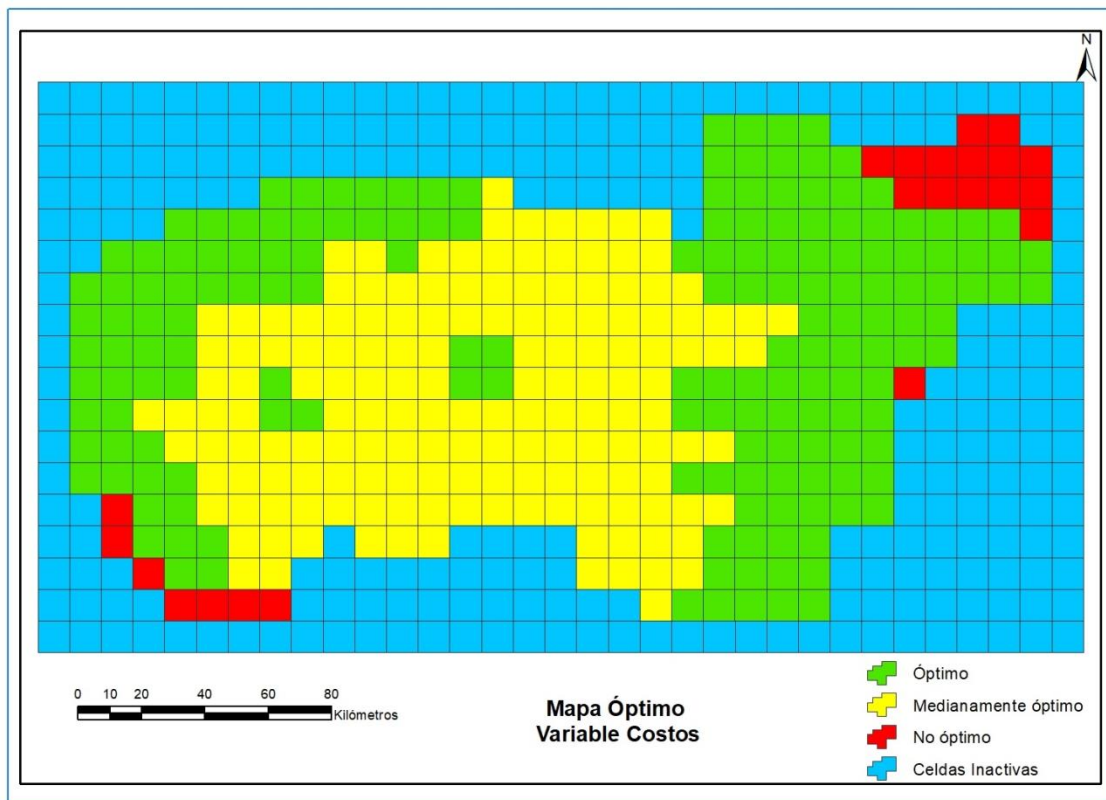 N
0 10 20 40 60 80
Kilómetros
Mapa Óptimo
Variable Costos
Óptimo
Medianamente óptimo
No óptimo
Celdas Inactivas